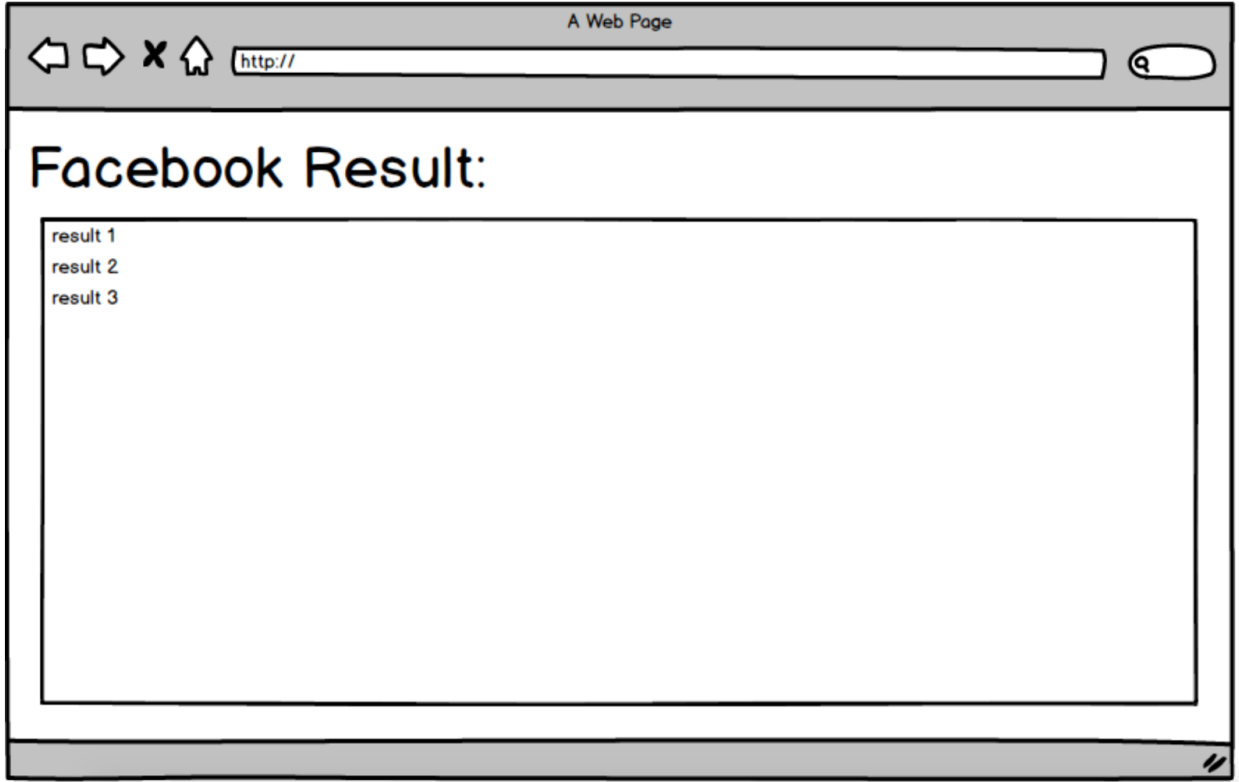 A Web Page
http://
Facebook Result:
result 1
result 2
result 3